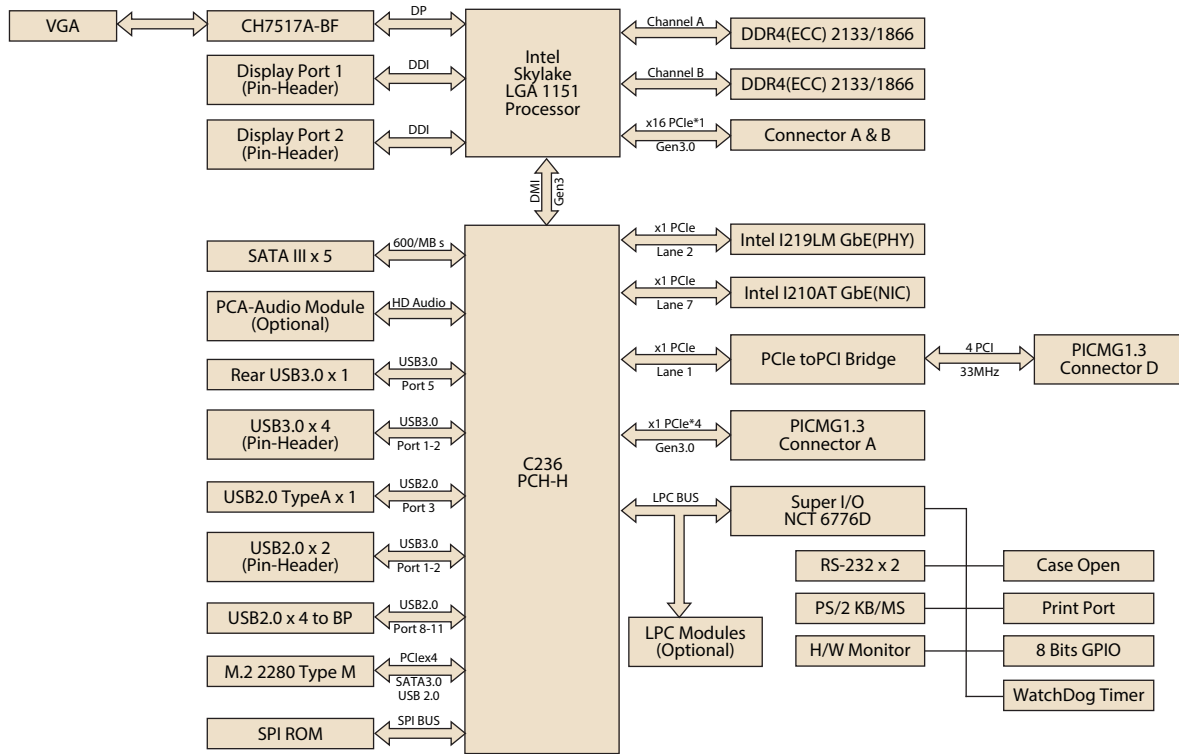 VGA
CH7517A-BF
DP
Display Port 1
(Pin-Header)
DDI
Display Port 2
(Pin-Header)
DDI
Intel
Skylake
LGA 1151
Processor
Channel A
DDR4(ECC) 2133/1866
Channel B
DDR4(ECC) 2133/1866
x16 PCIe*1
Gen3.0
Connector A & B
DMI
Gen3
SATA III x 5
600/MB s
PCA-Audio Module
(Optional)
HD Audio
Rear USB3.0 x 1
USB3.0
Port 5
USB3.0 x 4
(Pin-Header)
USB3.0
Port 1-2
USB2.0 TypeA x 1
USB2.0
Port 3
USB2.0 x 2
(Pin-Header)
USB3.0
Port 1-2
USB2.0 x 4 to BP
USB2.0
Port 8-11
M.2 2280 Type M
PCIex4
SATA3.0
USB 2.0
SPI ROM
SPI BUS
C236
PCH-H
x1 PCIe
Lane 2
Intel I219LM GbE(PHY)
x1 PCIe
Lane 7
Intel I210AT GbE(NIC)
x1 PCIe
Lane 1
PCIe toPCI Bridge
4 PCI
33MHz
PICMG1.3
Connector D
x1 PCIe*4
Gen3.0
PICMG1.3
Connector A
LPC BUS
Super I/O
NCT 6776D
LPC Modules
(Optional)
RS-232 x 2
Case Open
PS/2 KB/MS
Print Port
H/W Monitor
8 Bits GPIO
WatchDog Timer